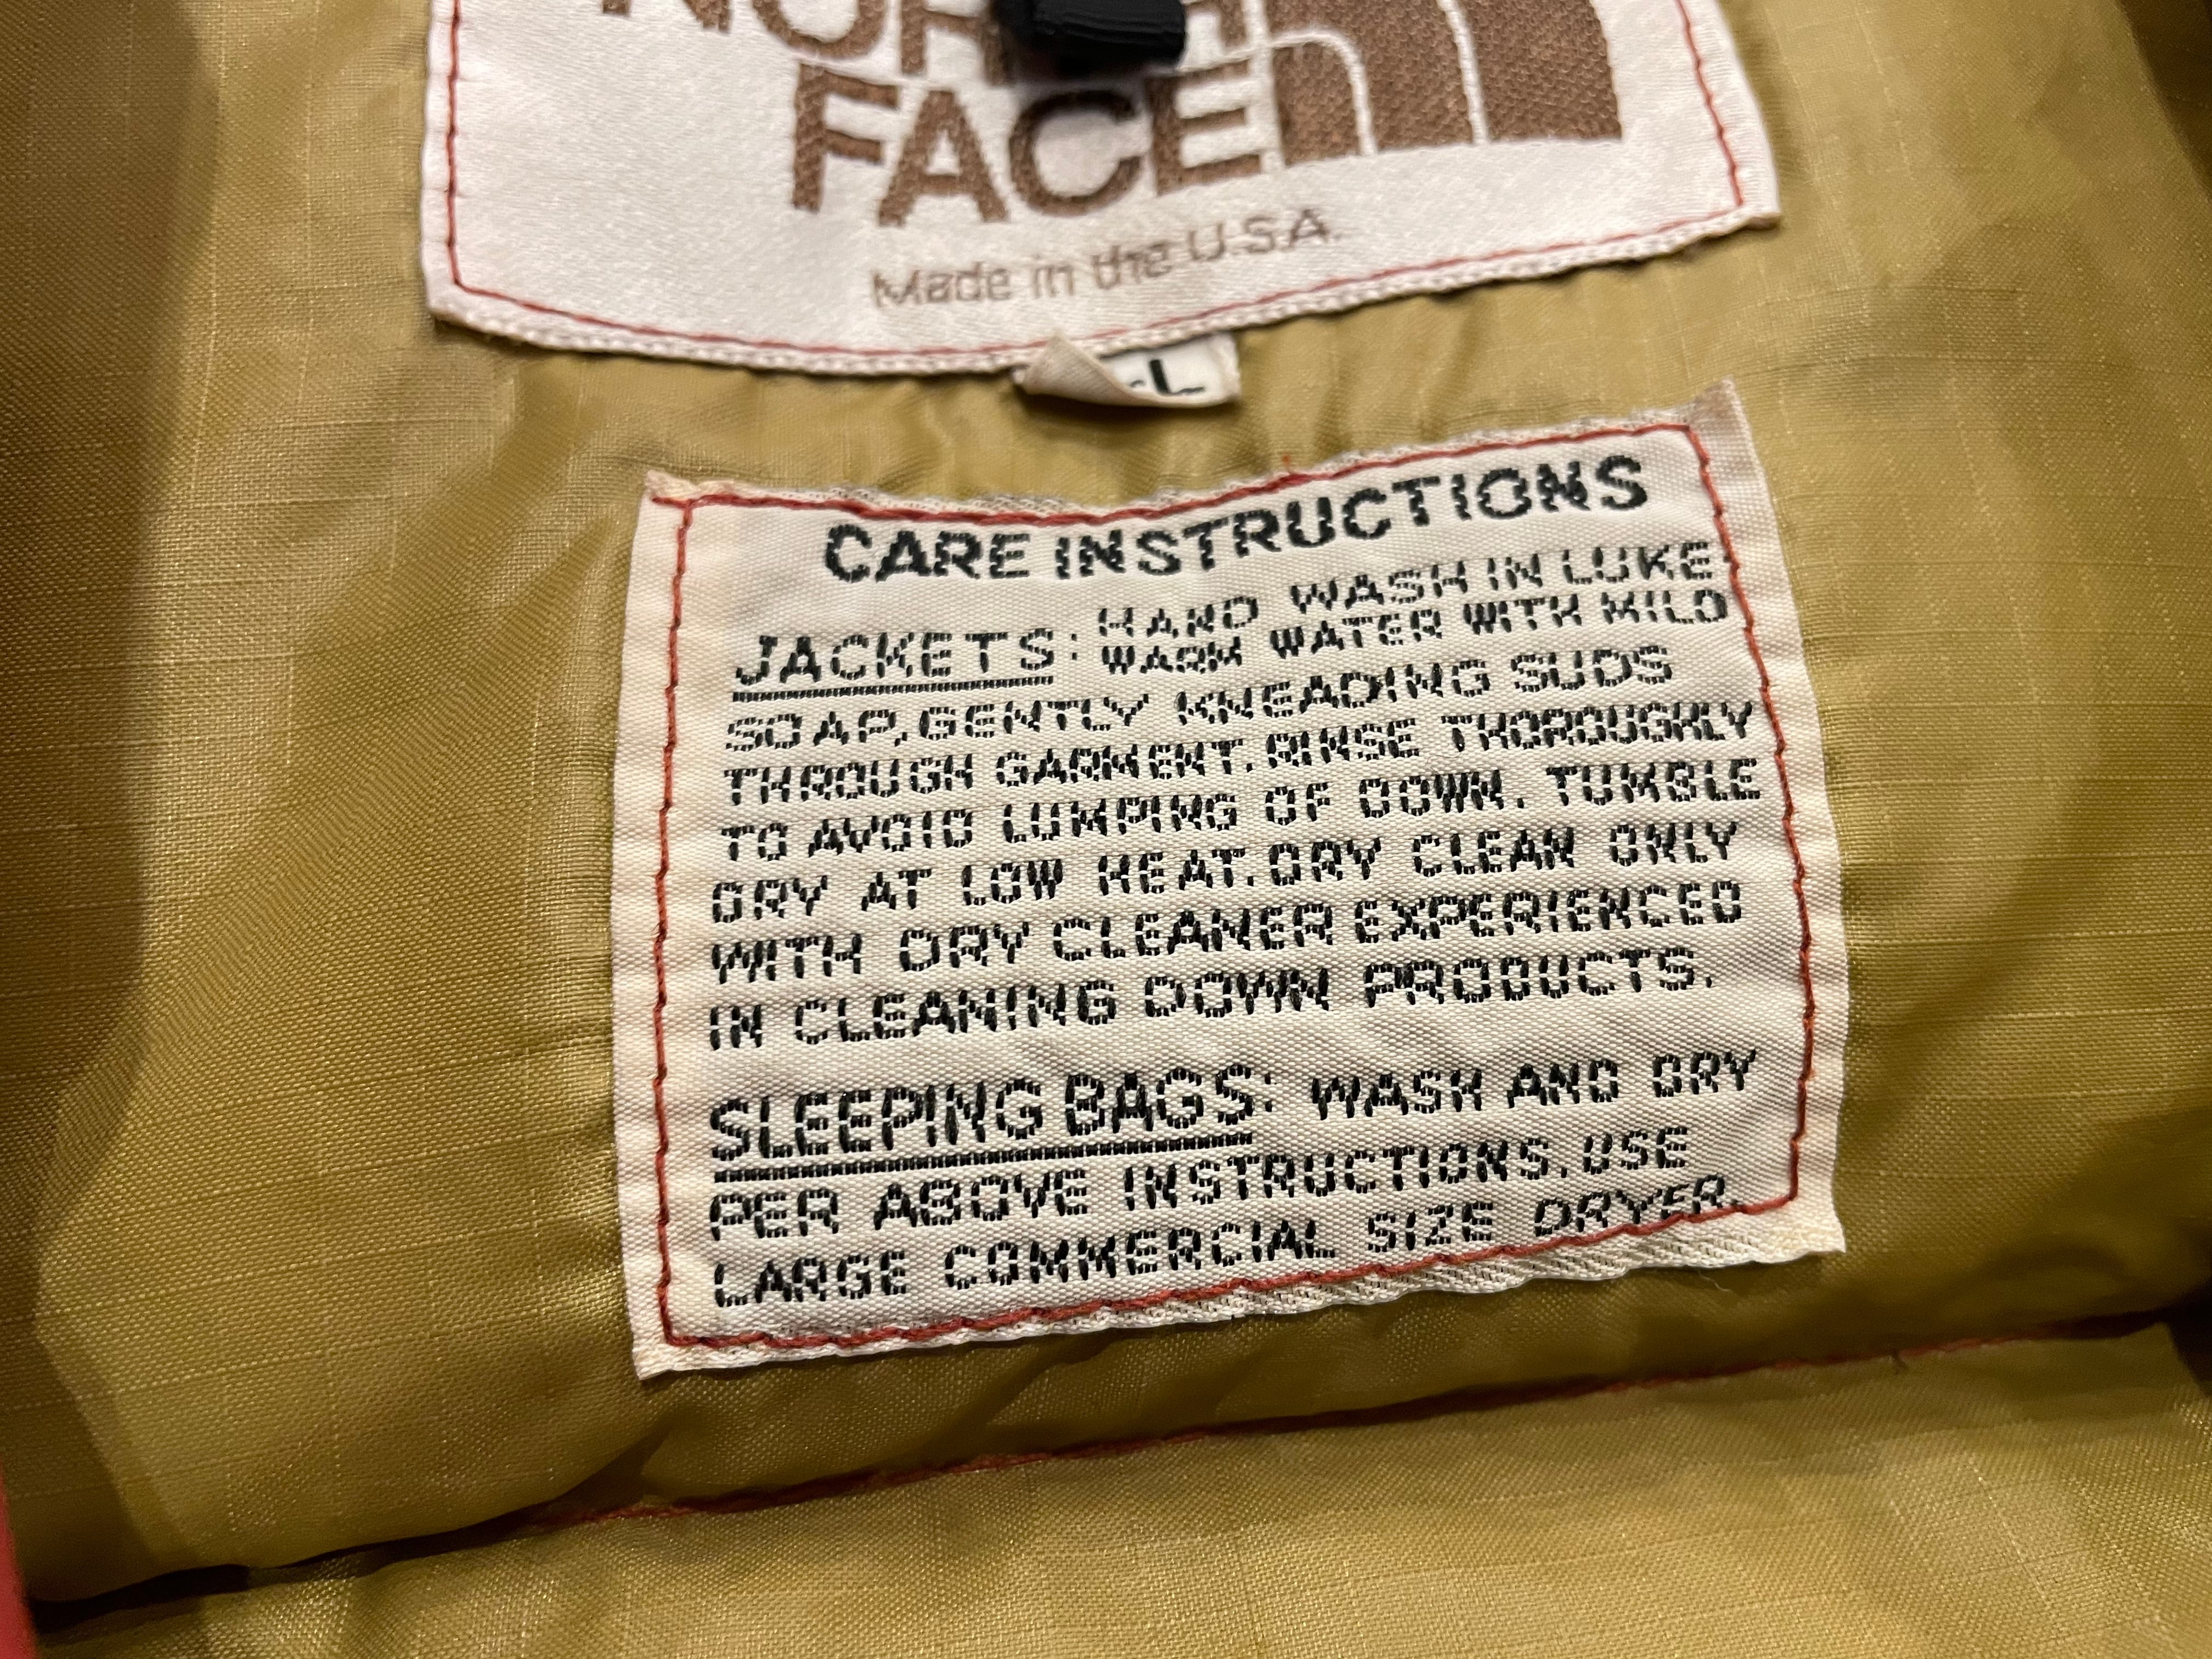 NORTH
FACE
Made in the U.S.A.
L
CARE INSTRUCTIONS
JACKETS: HAND WASH IN LUKE
WARM WATER WITH MILD
SOAP, GENTLY KNEADING SUDS
THROUGH GARMENT. RINSE THOROUGHLY
TO AVOID LUMPING OF DOWN. TUMBLE
DRY AT LOW HEAT. DRY CLEAN ONLY
WITH DRY CLEANER EXPERIENCED
IN CLEANING DOWN PRODUCTS.
SLEEPING BAGS: WASH AND DRY
PER ABOVE INSTRUCTIONS. USE
LARGE COMMERCIAL SIZE DRYER.